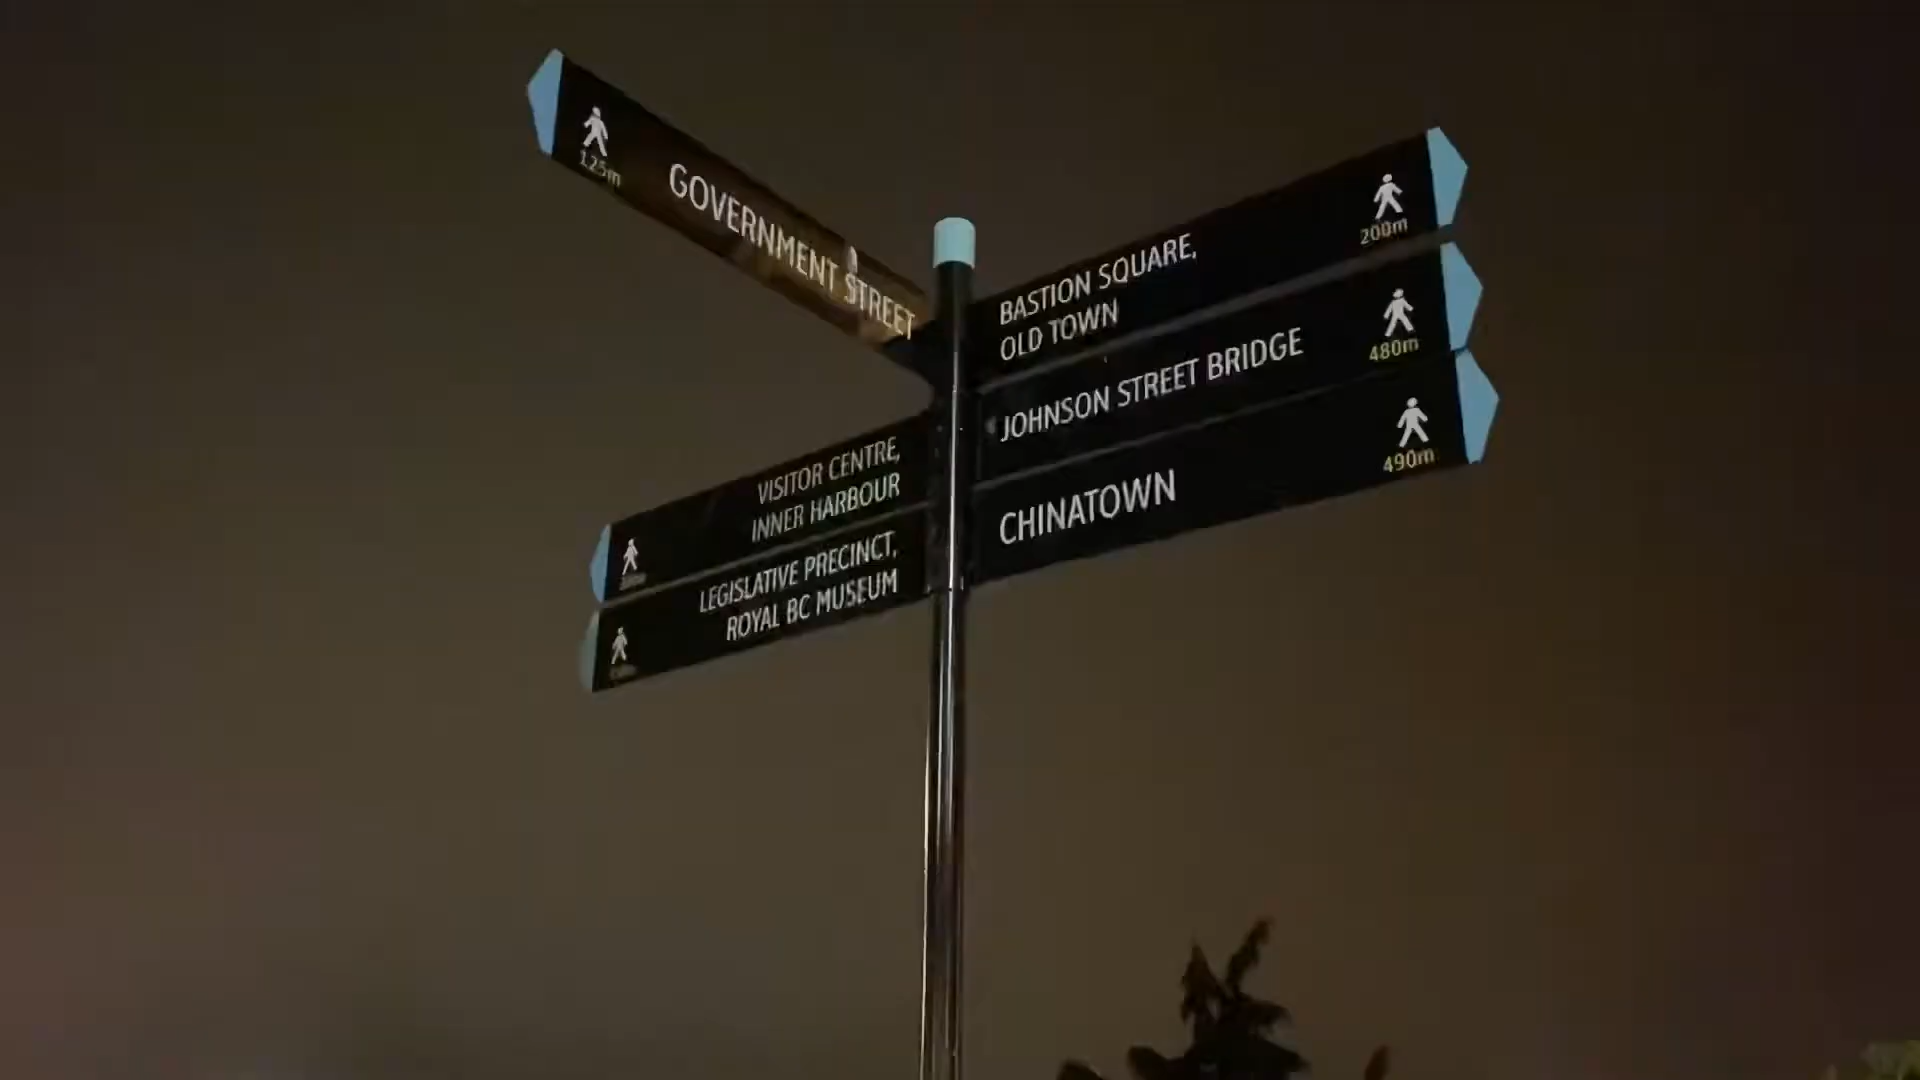 125m
GOVERNMENT STREET
BASTION SQUARE,
OLD TOWN
200m
JOHNSON STREET BRIDGE
480m
CHINATOWN
490m
VISITOR CENTRE,
INNER HARBOUR
LEGISLATIVE PRECINCT,
ROYAL BC MUSEUM